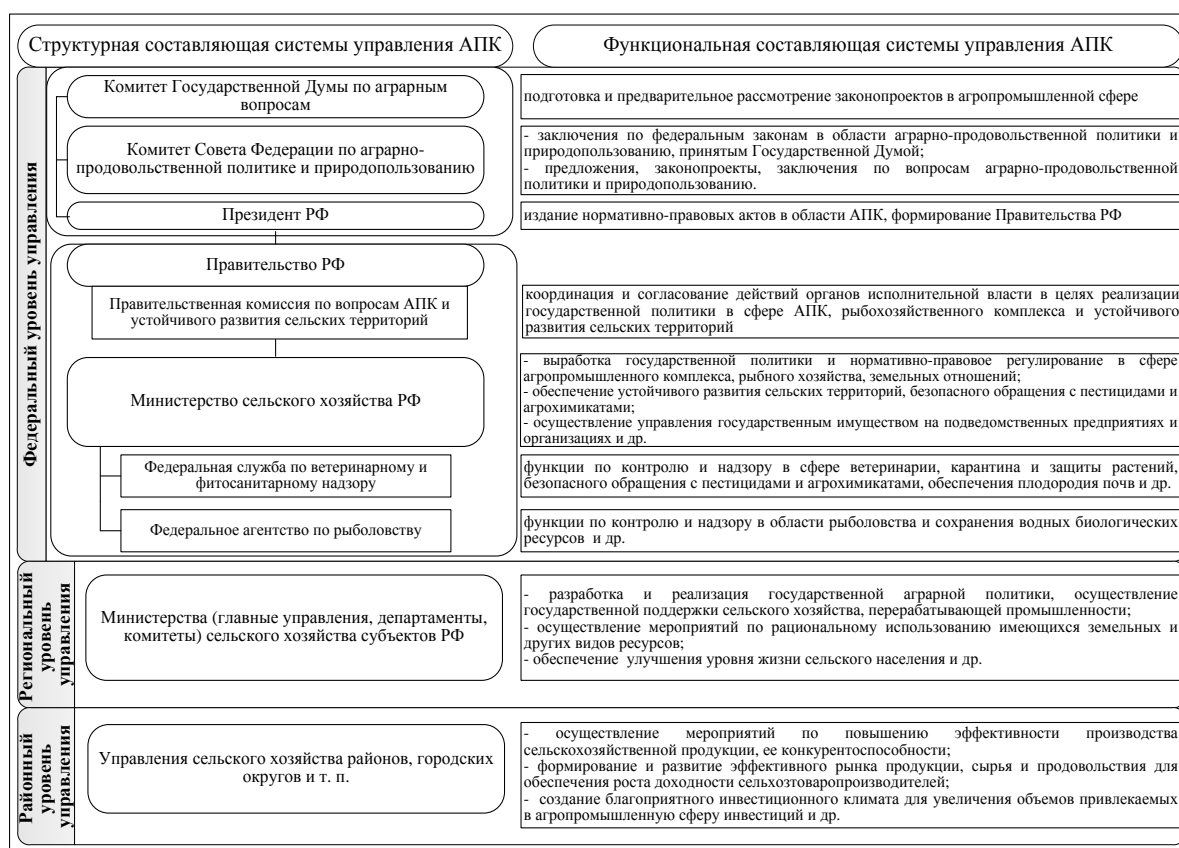 Структурная составляющая системы управления АПК
Функциональная составляющая системы управления АПК
Федеральный уровень управления
Комитет Государственной Думы по аграрным
вопросам
подготовка и предварительное рассмотрение законопроектов в агропромышленной сфере
Комитет Совета Федерации по аграрно-
продовольственной политике и природопользованию
- заключения по федеральным законам в области аграрно-продовольственной политики и
природопользованию, принятым Государственной Думой;
- предложения, законопроекты, заключения по вопросам аграрно-продовольственной
политики и природопользованию.
Президент РФ
издание нормативно-правовых актов в области АПК, формирование Правительства РФ
Правительство РФ
Правительственная комиссия по вопросам АПК и
устойчивого развития сельских территорий
координация и согласование действий органов исполнительной власти в целях реализации
государственной политики в сфере АПК, рыбохозяйственного комплекса и устойчивого
развития сельских территорий
Министерство сельского хозяйства РФ
- выработка государственной политики и нормативно-правовое регулирование в сфере
агропромышленного комплекса, рыбного хозяйства, земельных отношений;
- обеспечение устойчивого развития сельских территорий, безопасного обращения с пестицидами и
агрохимикатами;
- осуществление управления государственным имуществом на подведомственных предприятиях и
организациях и др.
Федеральная служба по ветеринарному и
фитосанитарному надзору
функции по контролю и надзору в сфере ветеринарии, карантина и защиты растений,
безопасного обращения с пестицидами и агрохимикатами, обеспечения плодородия почв и др.
Федеральное агентство по рыболовству
функции по контролю и надзору в области рыболовства и сохранения водных биологических
ресурсов и др.
Региональный
уровень
управления
Министерства (главные управления, департаменты,
комитеты) сельского хозяйства субъектов РФ
- разработка и реализация государственной аграрной политики, осуществление
государственной поддержки сельского хозяйства, перерабатывающей промышленности;
- осуществление мероприятий по рациональному использованию имеющихся земельных и
других видов ресурсов;
- обеспечение улучшения уровня жизни сельского населения и др.
Районный
уровень
управления
Управления сельского хозяйства районов, городских
округов и т. п.
- осуществление мероприятий по повышению эффективности производства
сельскохозяйственной продукции, ее конкурентоспособности;
- формирование и развитие эффективного рынка продукции, сырья и продовольствия для
обеспечения роста доходности сельхозтоваропроизводителей;
- создание благоприятного инвестиционного климата для увеличения объемов привлекаемых
в агропромышленную сферу инвестиций и др.